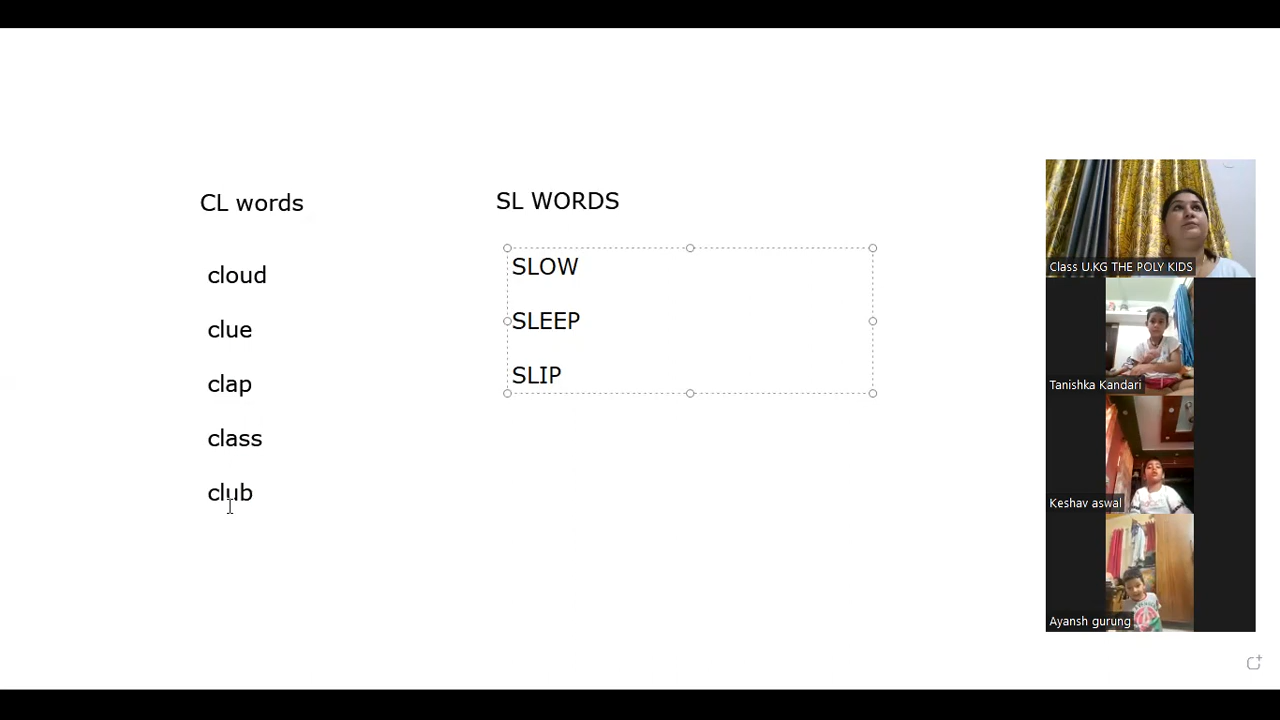 CL words
cloud
clue
clap
class
club
SL WORDS
SLOW
SLEEP
SLIP
Class U.KG THE POLY KIDS
Tanishka Kandari
Keshav aswal
Ayansh gurung